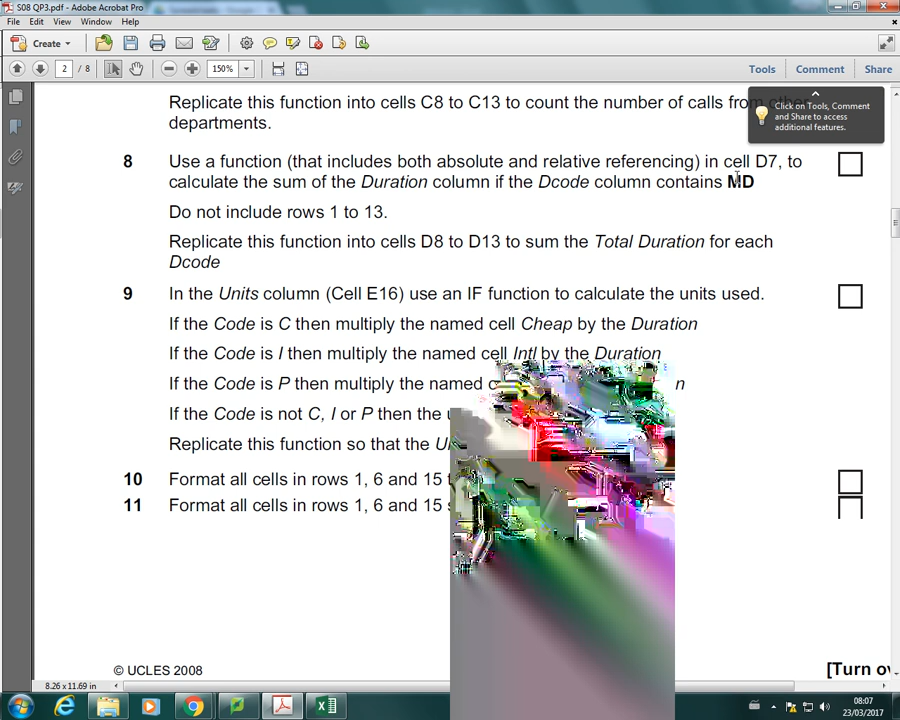 S08 QP3.pdf - Adobe Acrobat Pro
File Edit View Window Help
Create
2 / 8 150% Tools Comment Share
Replicate this function into cells C8 to C13 to count the number of calls from other
departments.
Click on Tools, Comment
and Share to access
additional features.
8 Use a function (that includes both absolute and relative referencing) in cell D7, to
calculate the sum of the Duration column if the Dcode column contains MD
Do not include rows 1 to 13.
Replicate this function into cells D8 to D13 to sum the Total Duration for each
Dcode
9 In the Units column (Cell E16) use an IF function to calculate the units used.
If the Code is C then multiply the named cell Cheap by the Duration
If the Code is I then multiply the named cell Intl by the Duration
If the Code is P then multiply the named
If the Code is not C, I or P then the
Replicate this function so that the
10 Format all cells in rows 1, 6 and 15
11 Format all cells in rows 1, 6 and 15
© UCLES 2008
[Turn ov
8.26 x 11.69 in
08:07
23/03/2017